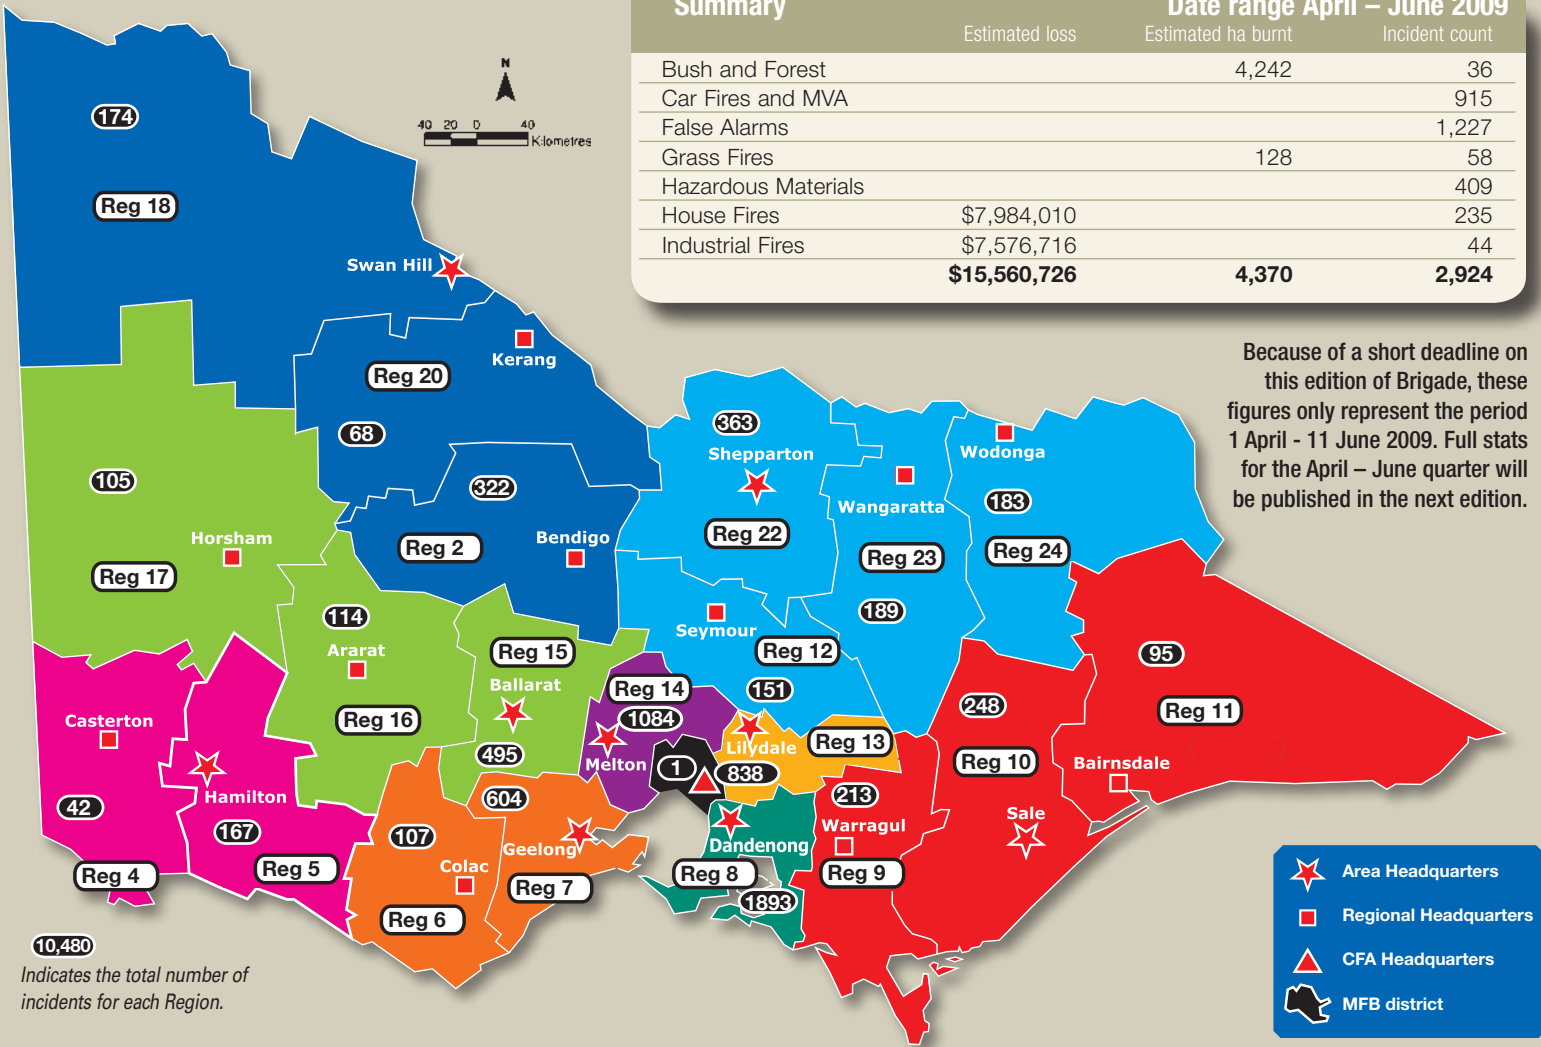 Summary Date range April – June 2009
Estimated loss Estimated ha burnt Incident count
Bush and Forest 4,242 36
Car Fires and MVA 915
False Alarms 1,227
Grass Fires 128 58
Hazardous Materials 409
House Fires $7,984,010 235
Industrial Fires $7,576,716 44
$15,560,726 4,370 2,924
Because of a short deadline on
this edition of Brigade, these
figures only represent the period
1 April - 11 June 2009. Full stats
for the April – June quarter will
be published in the next edition.
N
40 20 0 40
Kilometres
174
Reg 18
Swan Hill
Kerang
Reg 20
68
322
Reg 2
Bendigo
105
Horsham
Reg 17
114
Ararat
Reg 16
Reg 15
Ballarat
495
363
Shepparton
Reg 22
Wangaratta
Reg 23
189
Wodonga
183
Reg 24
Seymour
Reg 12
151
Reg 14
1084
Melton
1
Lilydale
838
Reg 13
248
Reg 10
Sale
95
Reg 11
Bairnsdale
213
Warragul
Reg 9
Dandenong
Reg 8
1893
Casterton
42
Reg 4
Hamilton
167
Reg 5
107
Colac
Reg 6
604
Geelong
Reg 7
10,480
Indicates the total number of
incidents for each Region.
Area Headquarters
Regional Headquarters
CFA Headquarters
MFB district